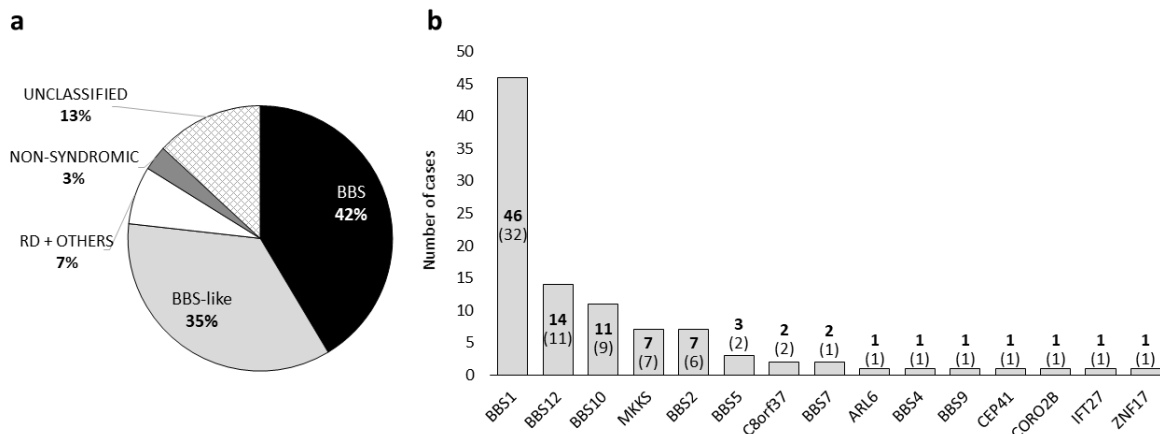 a
UNCLASSIFIED
13%
NON-SYNDROMIC
3%
RD + OTHERS
7%
BBS
42%
BBS-like
35%
b
Number of cases
50
45
40
35
30
25
20
15
10
5
0
46
(32)
14
(11)
11
(9)
7
(7)
7
(6)
3
(2)
2
(2)
2
(1)
1
(1)
1
(1)
1
(1)
1
(1)
1
(1)
1
(1)
1
(1)
BBS1
BBS12
BBS10
MKKS
BBS2
BBS5
C8orf37
BBS7
ARL6
BBS4
BBS9
CEP41
CORO2B
IFT27
ZNF17